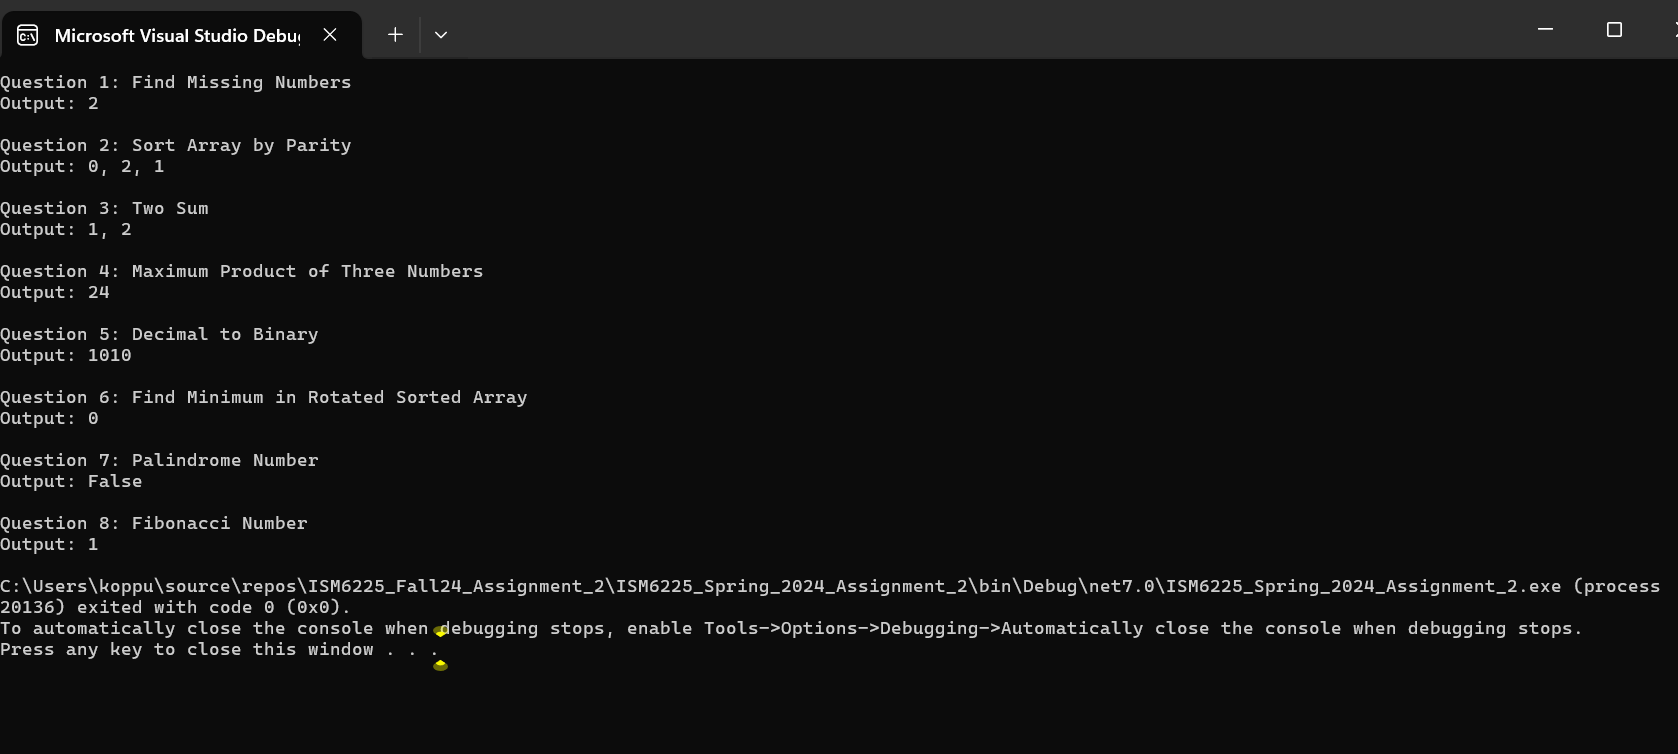 Microsoft Visual Studio Debu
Question 1: Find Missing Numbers
Output: 2
Question 2: Sort Array by Parity
Output: 0, 2, 1
Question 3: Two Sum
Output: 1, 2
Question 4: Maximum Product of Three Numbers
Output: 24
Question 5: Decimal to Binary
Output: 1010
Question 6: Find Minimum in Rotated Sorted Array
Output: 0
Question 7: Palindrome Number
Output: False
Question 8: Fibonacci Number
Output: 1
C:\Users\koppu\source\repos\ISM6225_Fall24_Assignment_2\ISM6225_Spring_2024_Assignment_2\bin\Debug\net7.0\ISM6225_Spring_2024_Assignment_2.exe (process
20136) exited with code 0 (0x0).
To automatically close the console when debugging stops, enable Tools->Options->Debugging->Automatically close the console when debugging stops.
Press any key to close this window . . .